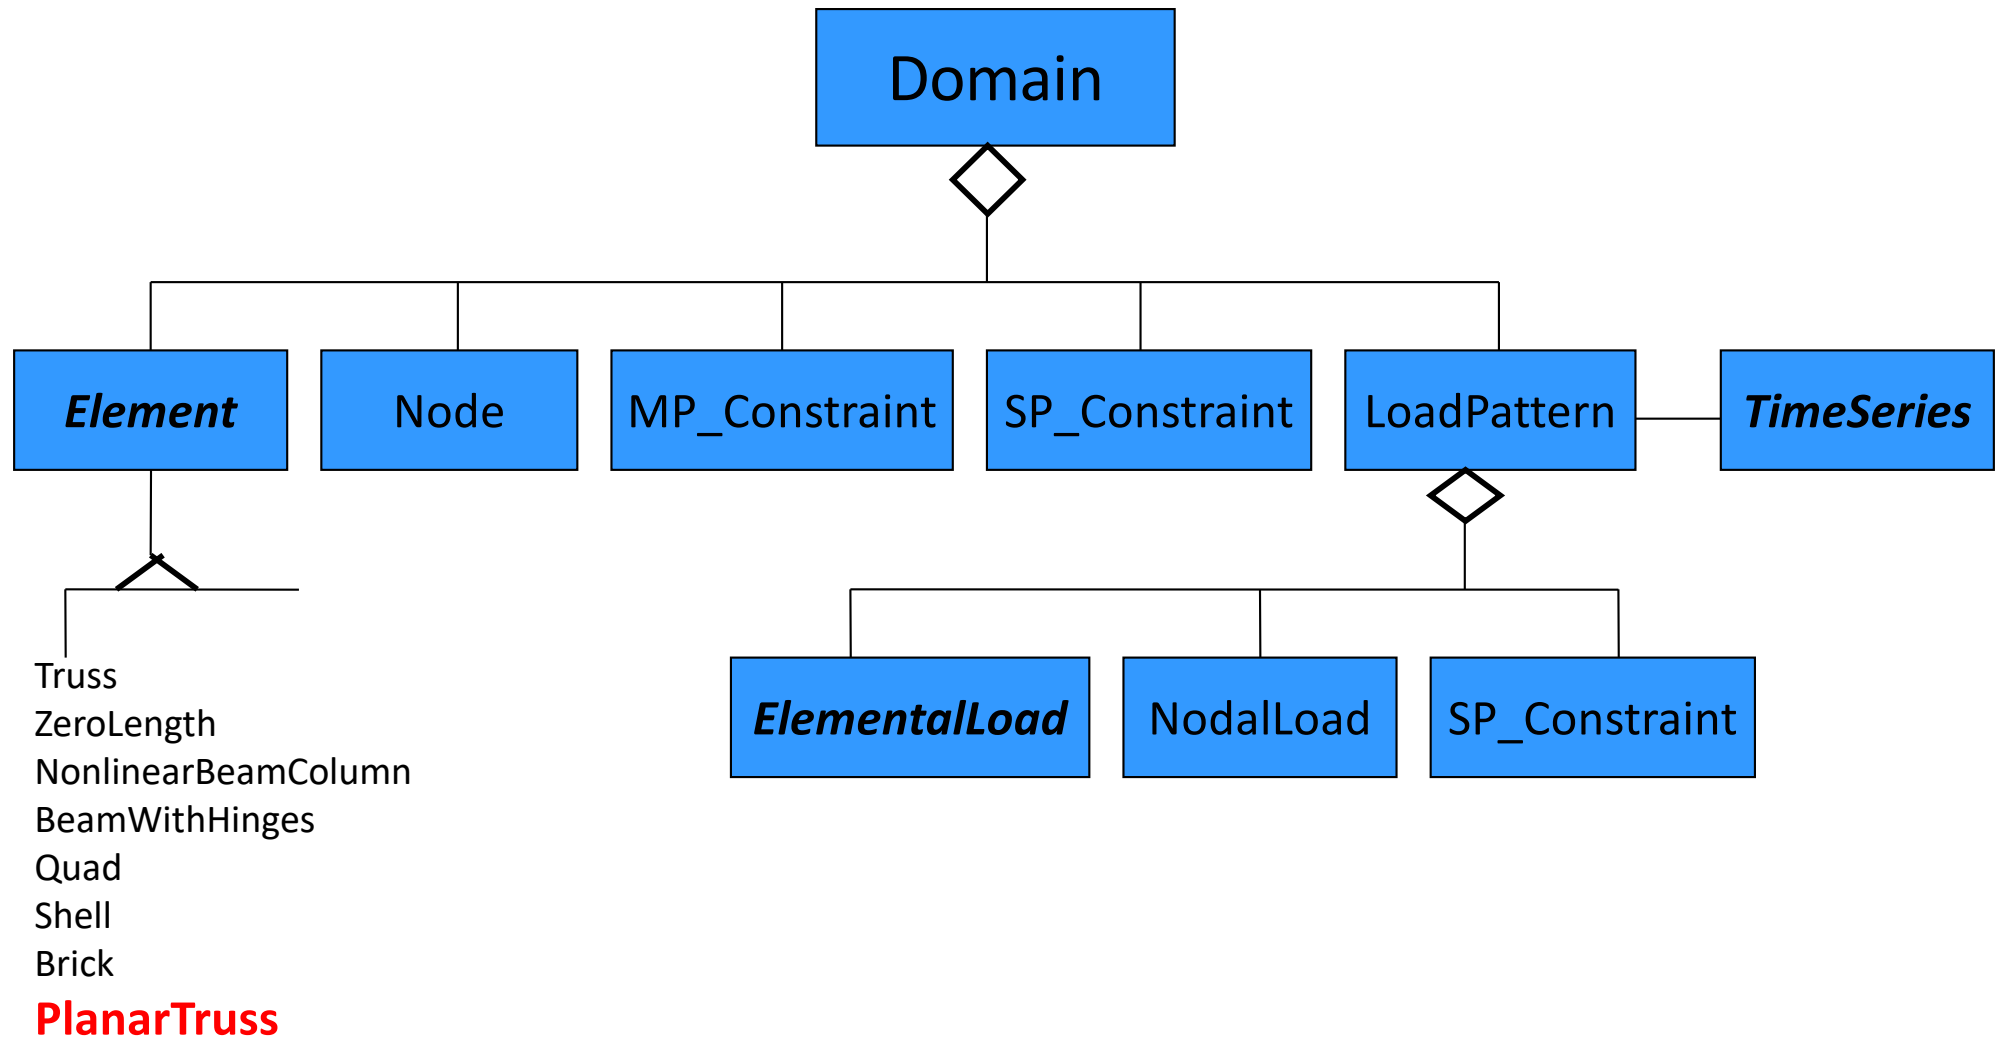 Domain
Element
Node
MP_Constraint
SP_Constraint
LoadPattern
TimeSeries
ElementalLoad
NodalLoad
SP_Constraint
Truss
ZeroLength
NonlinearBeamColumn
BeamWithHinges
Quad
Shell
Brick
PlanarTruss